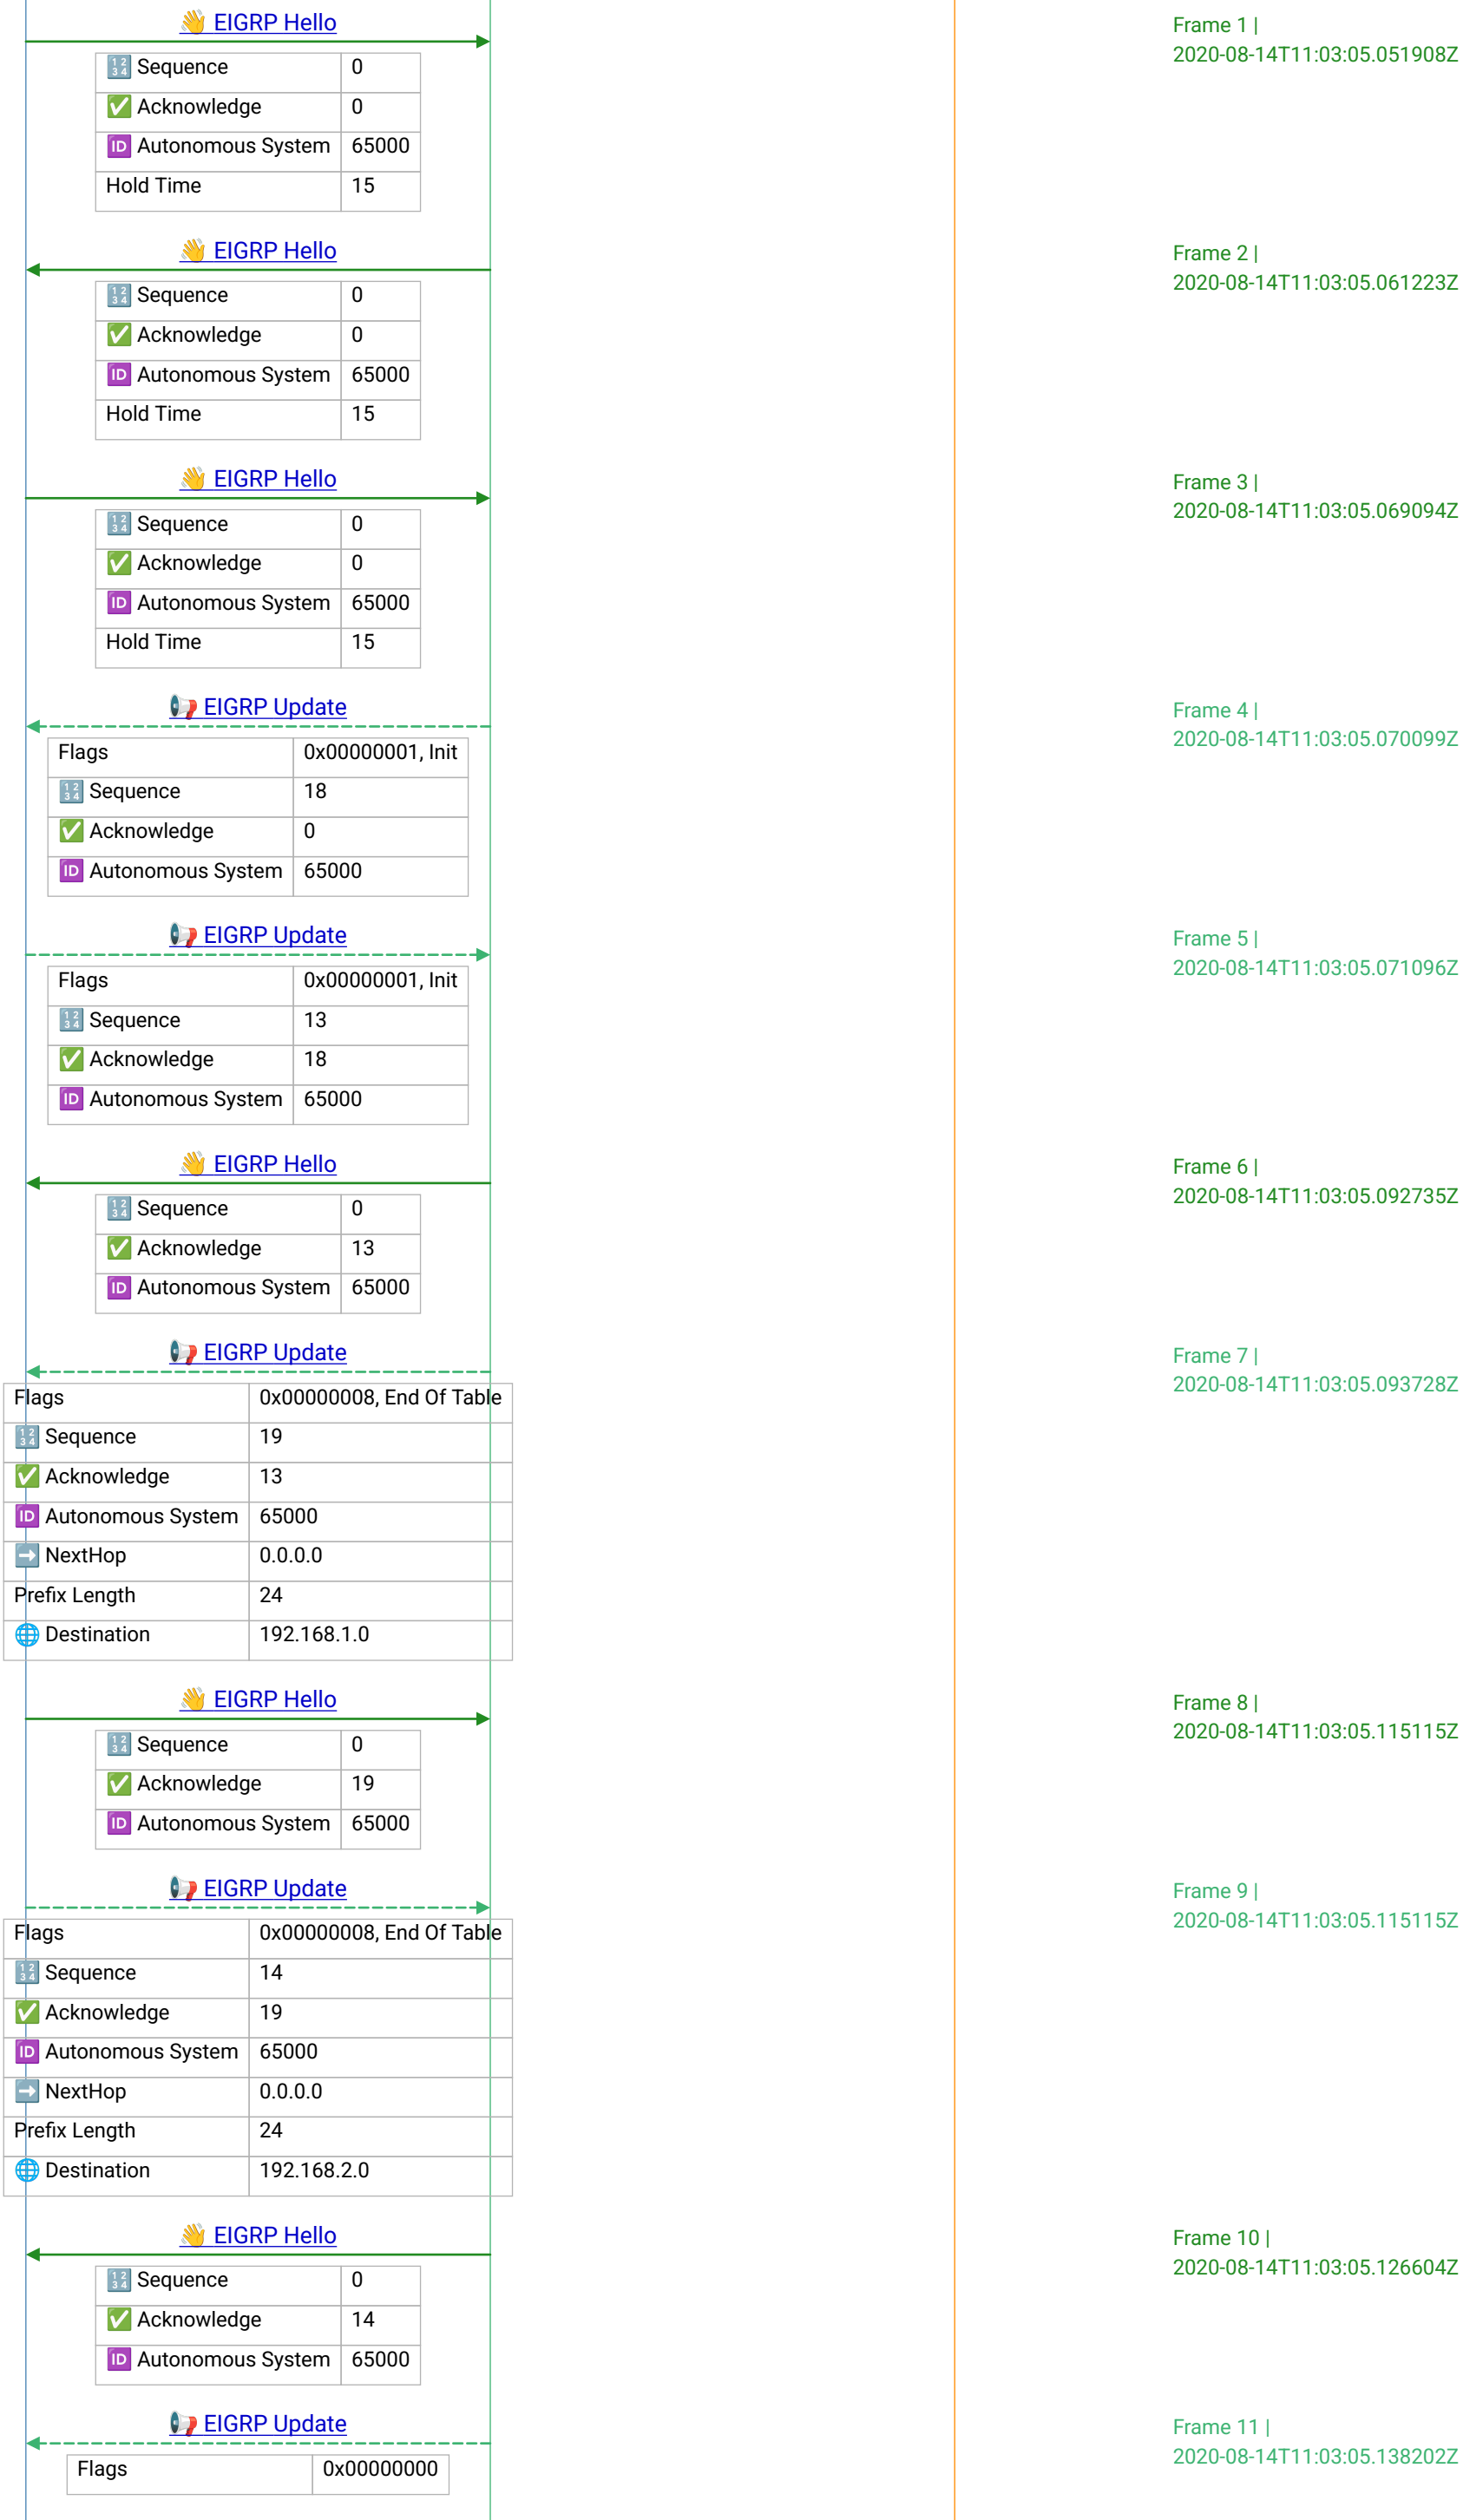 👋 EIGRP Hello
Frame 1 |
2020-08-14T11:03:05.051908Z
🔢 Sequence 0
✅ Acknowledge 0
🆔 Autonomous System 65000
Hold Time 15
👋 EIGRP Hello
Frame 2 |
2020-08-14T11:03:05.061223Z
🔢 Sequence 0
✅ Acknowledge 0
🆔 Autonomous System 65000
Hold Time 15
👋 EIGRP Hello
Frame 3 |
2020-08-14T11:03:05.069094Z
🔢 Sequence 0
✅ Acknowledge 0
🆔 Autonomous System 65000
Hold Time 15
📢 EIGRP Update
Frame 4 |
2020-08-14T11:03:05.070099Z
Flags 0x00000001, Init
🔢 Sequence 18
✅ Acknowledge 0
🆔 Autonomous System 65000
📢 EIGRP Update
Frame 5 |
2020-08-14T11:03:05.071096Z
Flags 0x00000001, Init
🔢 Sequence 13
✅ Acknowledge 18
🆔 Autonomous System 65000
👋 EIGRP Hello
Frame 6 |
2020-08-14T11:03:05.092735Z
🔢 Sequence 0
✅ Acknowledge 13
🆔 Autonomous System 65000
📢 EIGRP Update
Frame 7 |
2020-08-14T11:03:05.093728Z
Flags 0x00000008, End Of Table
🔢 Sequence 19
✅ Acknowledge 13
🆔 Autonomous System 65000
➡️ NextHop 0.0.0.0
Prefix Length 24
🌐 Destination 192.168.1.0
👋 EIGRP Hello
Frame 8 |
2020-08-14T11:03:05.115115Z
🔢 Sequence 0
✅ Acknowledge 19
🆔 Autonomous System 65000
📢 EIGRP Update
Frame 9 |
2020-08-14T11:03:05.115115Z
Flags 0x00000008, End Of Table
🔢 Sequence 14
✅ Acknowledge 19
🆔 Autonomous System 65000
➡️ NextHop 0.0.0.0
Prefix Length 24
🌐 Destination 192.168.2.0
👋 EIGRP Hello
Frame 10 |
2020-08-14T11:03:05.126604Z
🔢 Sequence 0
✅ Acknowledge 14
🆔 Autonomous System 65000
📢 EIGRP Update
Frame 11 |
2020-08-14T11:03:05.138202Z
Flags 0x00000000